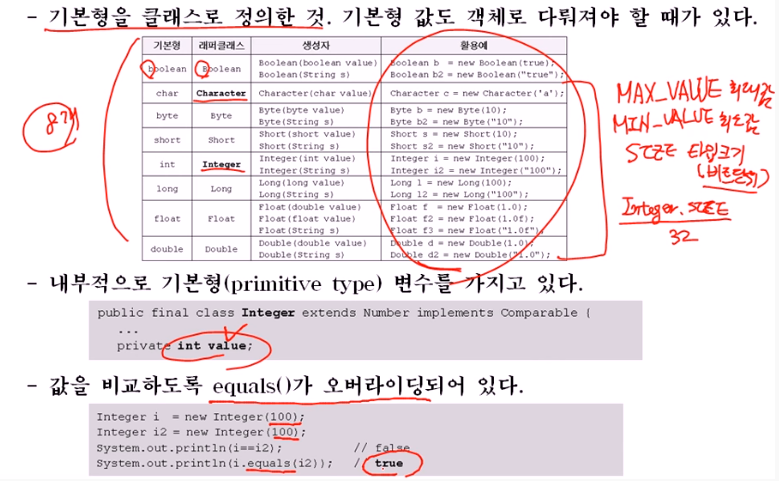 - 기본형을 클래스로 정의한 것. 기본형 값도 객체로 다뤄져야 할 때가 있다.
기본형 래퍼클래스 생성자 활용예
boolean Boolean Boolean(boolean value) Boolean b = new Boolean(true);
Boolean(String s) Boolean b2 = new Boolean("true");
char Character Character(char value) Character c = new Character('a');
byte Byte Byte(byte value) Byte b = new Byte(10);
Byte(String s) Byte b2 = new Byte("10");
short Short Short(short value) Short s = new Short(10);
Short(String s) Short s2 = new Short("10");
int Integer Integer(int value) Integer i = new Integer(100);
Integer(String s) Integer i2 = new Integer("100");
long Long Long(long value) Long l = new Long(100);
Long(String s) Long l2 = new Long("100");
float Float Float(double value) Float f = new Float(1.0);
Float(float value) Float f2 = new Float(1.0f);
Float(String s) Float f3 = new Float("1.0f");
double Double Double(double value) Double d = new Double(1.0);
Double(String s) Double d2 = new Double("1.0");
8개
MAX_VALUE 최대값
MIN_VALUE 최소값
SIZE 타입크기
(비트단위)
Integer.SIZE
32
- 내부적으로 기본형(primitive type) 변수를 가지고 있다.
public final class Integer extends Number implements Comparable {
...
private int value;
- 값을 비교하도록 equals()가 오버라이딩되어 있다.
Integer i = new Integer(100);
Integer i2 = new Integer(100);
System.out.println(i==i2); // false
System.out.println(i.equals(i2)); // true